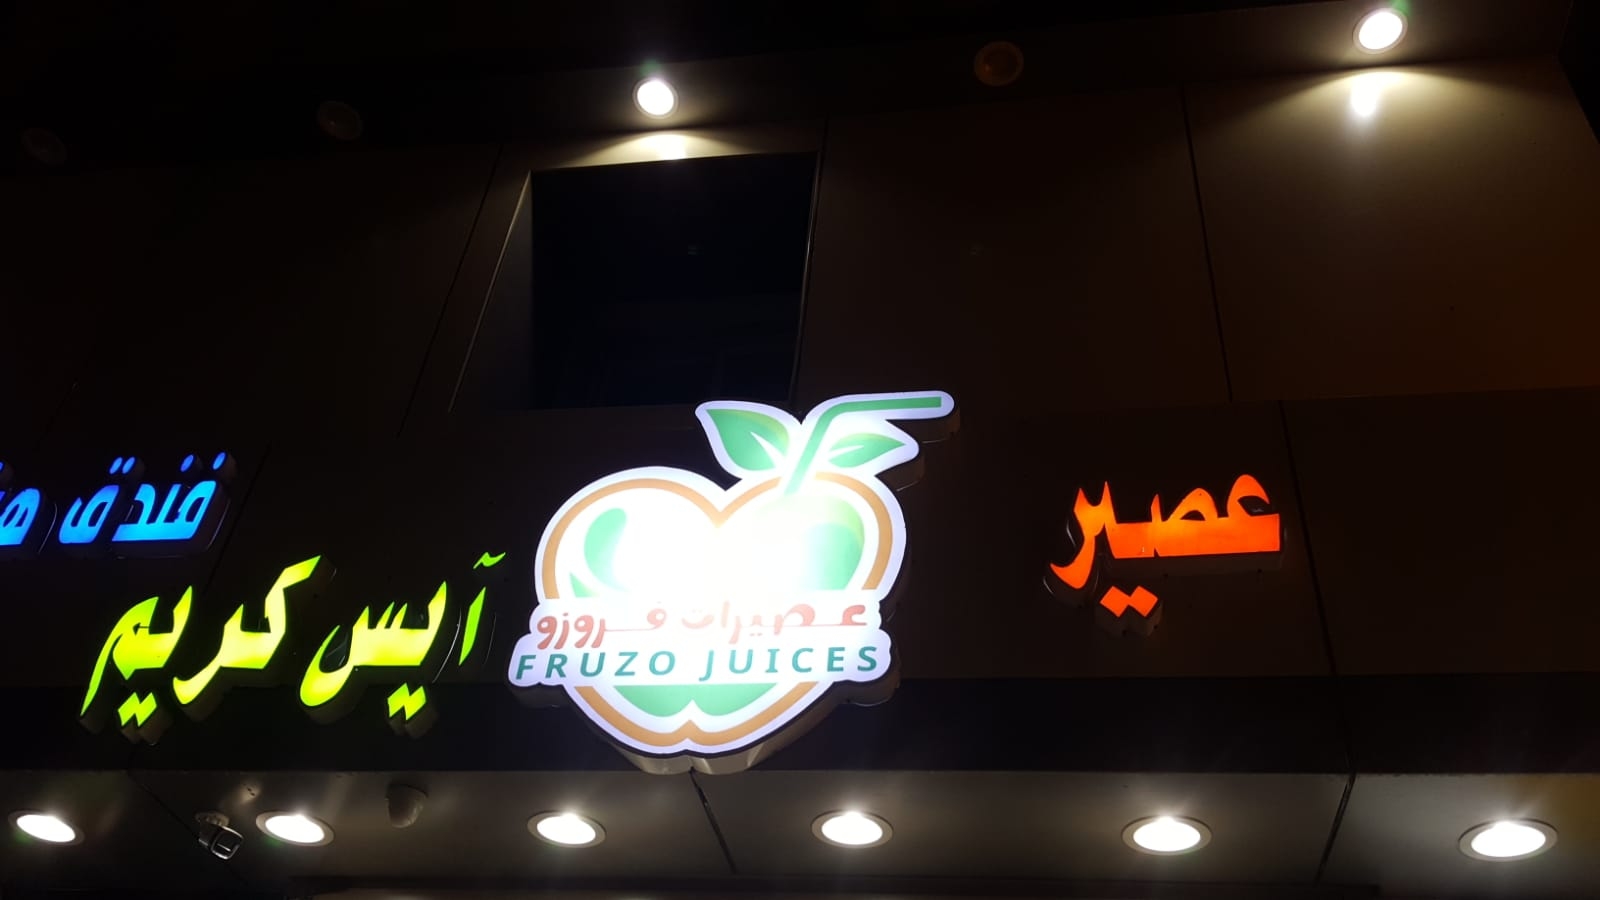 عصير
عصيرات فروزو
FRUZO JUICES
آيس كريم
فندق